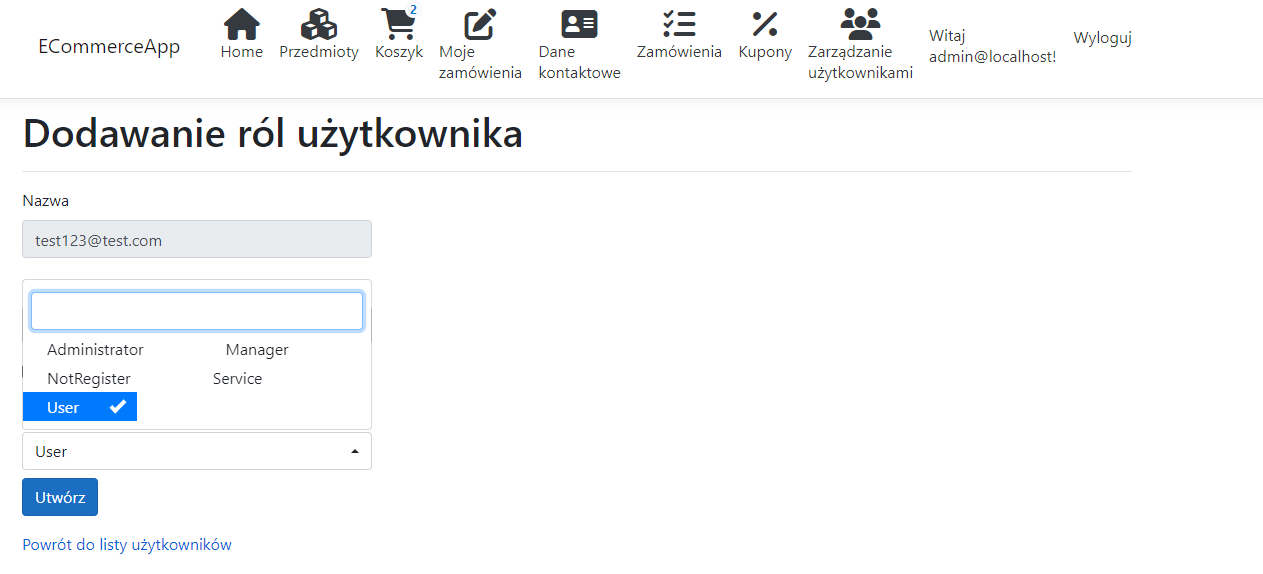 ECommerceApp
Home
Przedmioty
Koszyk
2
Moje
zamówienia
Dane
kontaktowe
Zamówienia
Kupony
Zarządzanie
użytkownikami
Witaj
admin@localhost!
Wyloguj
Dodawanie ról użytkownika
Nazwa
test123@test.com
Administrator Manager
NotRegister Service
User
User
Utwórz
Powrót do listy użytkowników